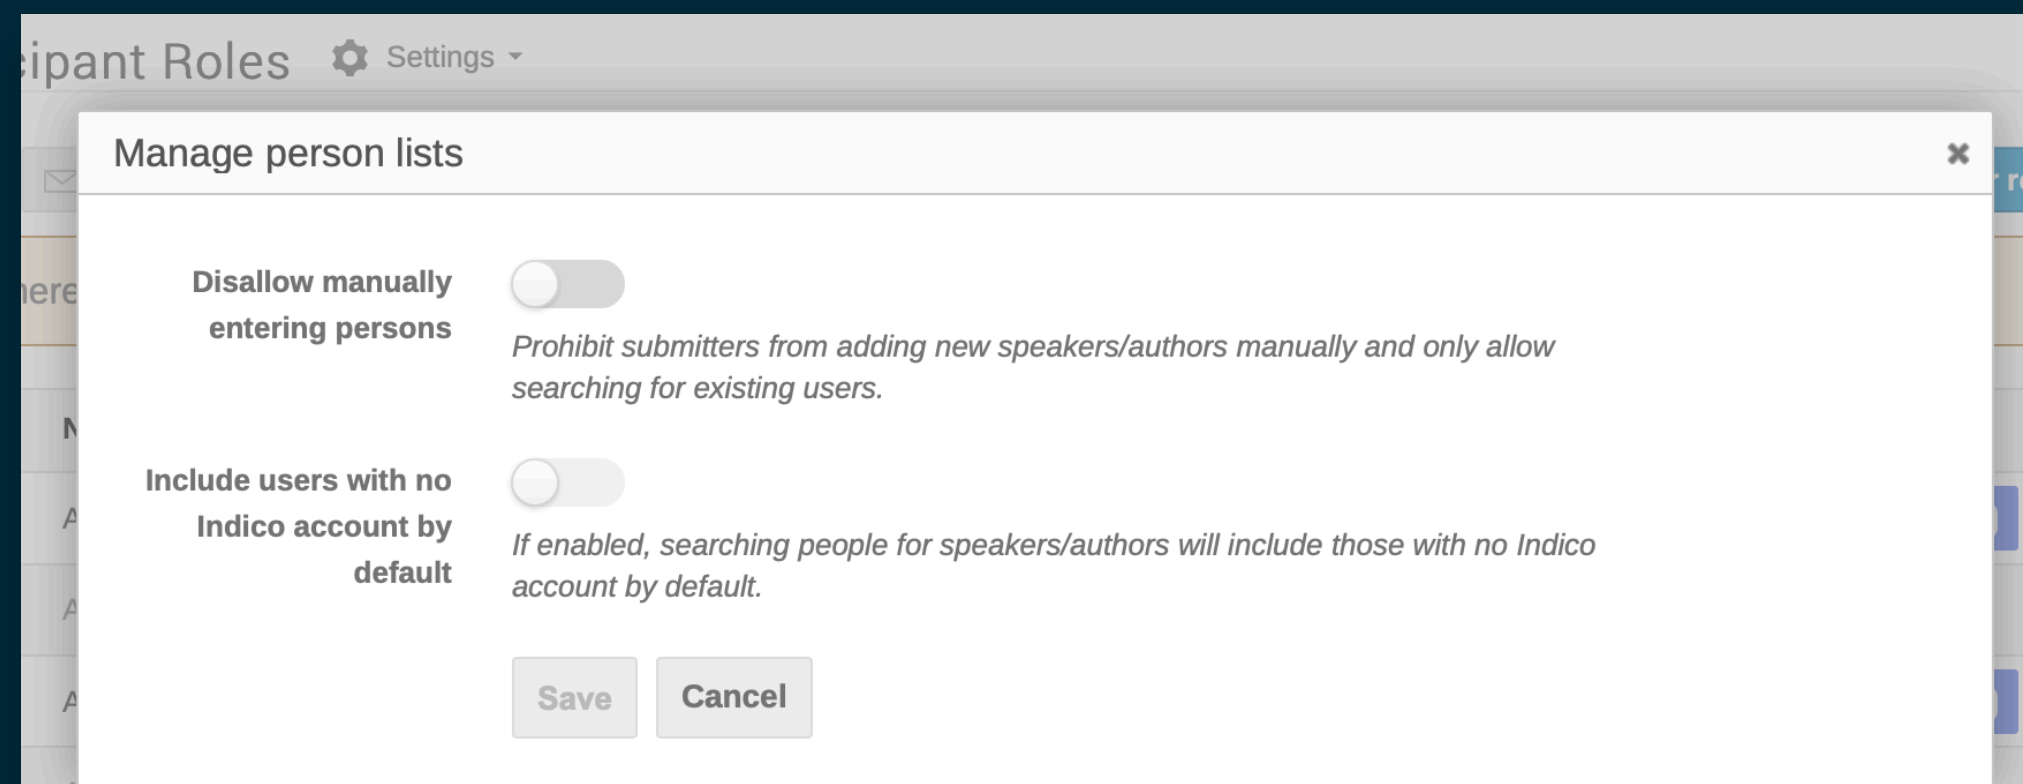 cipant Roles Settings
Manage person lists
Disallow manually
entering persons
Prohibit submitters from adding new speakers/authors manually and only allow
searching for existing users.
Include users with no
Indico account by
default
If enabled, searching people for speakers/authors will include those with no Indico
account by default.
Save Cancel